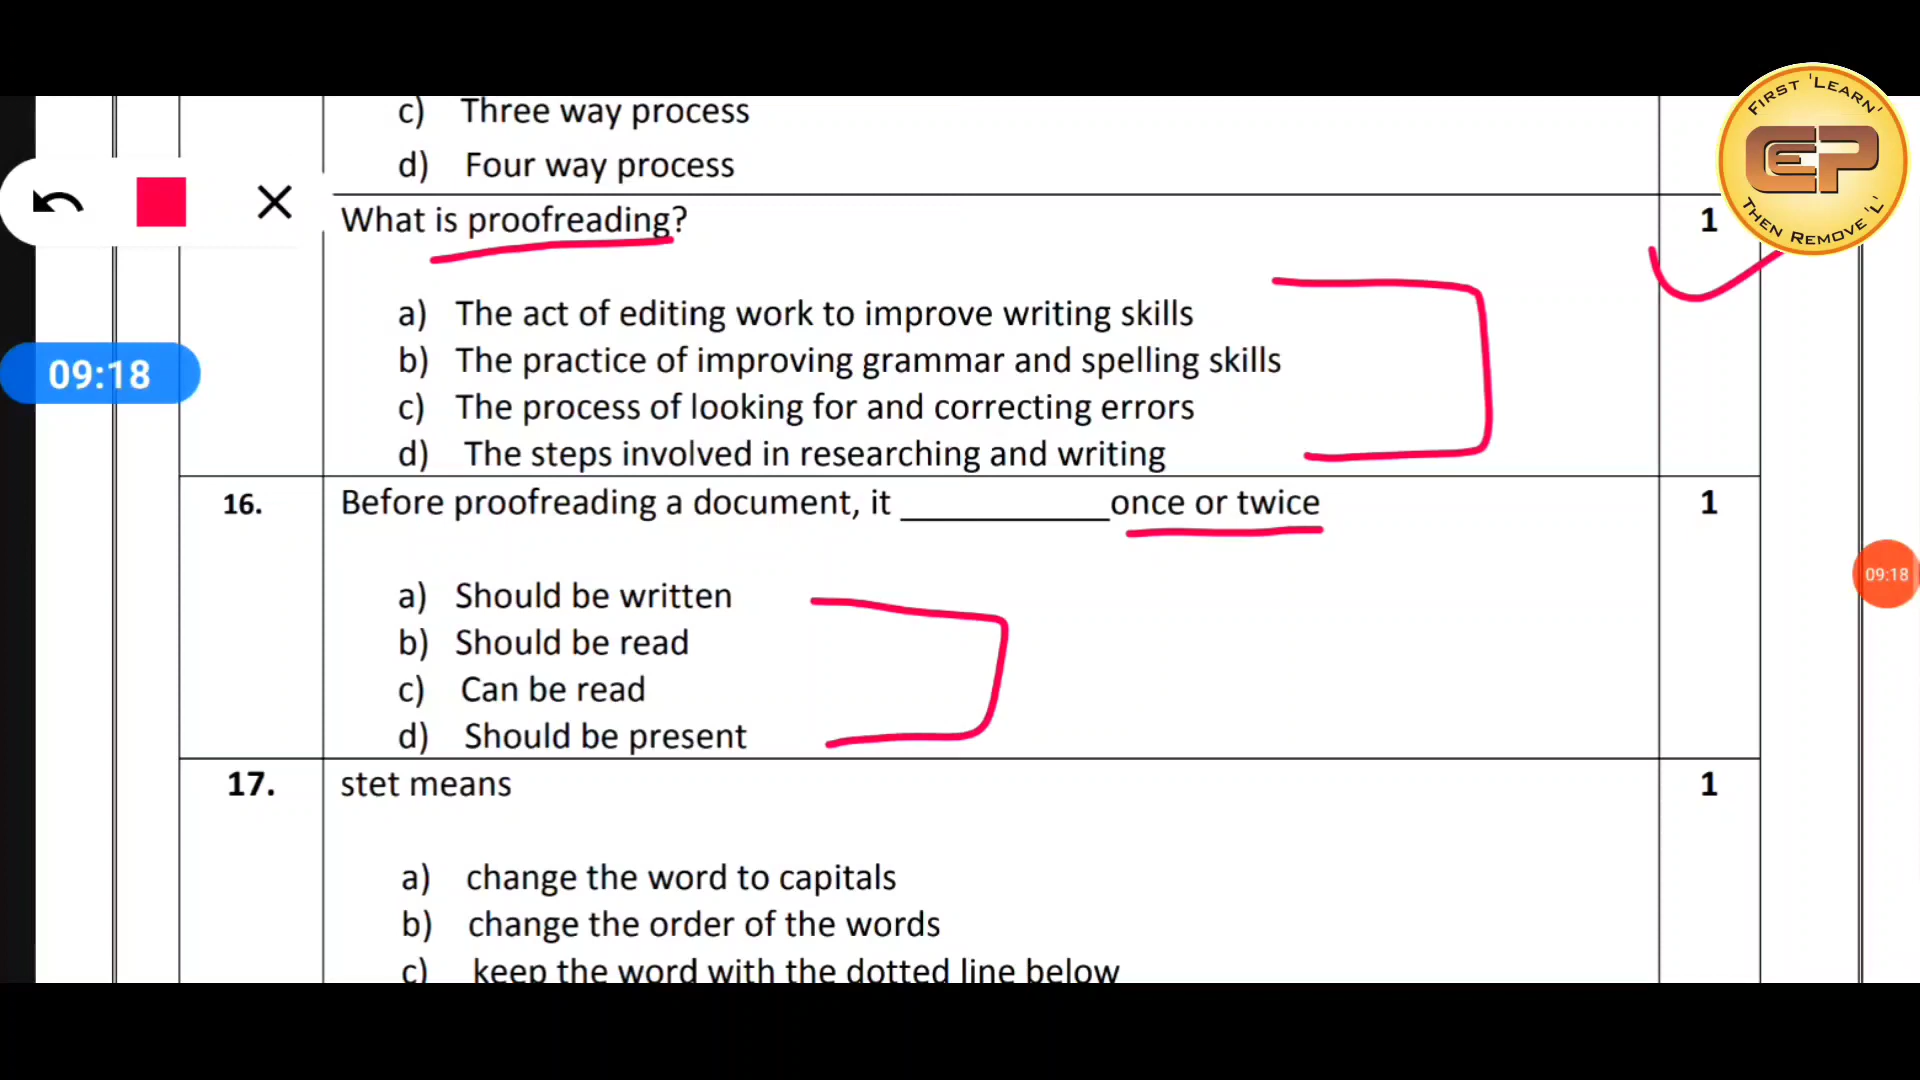 c) Three way process
d) Four way process
What is proofreading?
1
a) The act of editing work to improve writing skills
b) The practice of improving grammar and spelling skills
c) The process of looking for and correcting errors
d) The steps involved in researching and writing
16. Before proofreading a document, it ____________once or twice 1
a) Should be written
b) Should be read
c) Can be read
d) Should be present
17. stet means 1
a) change the word to capitals
b) change the order of the words
c) keep the word with the dotted line below
09:18
09:18
FIRST 'LEARN'
EP
THEN REMOVE 'L'